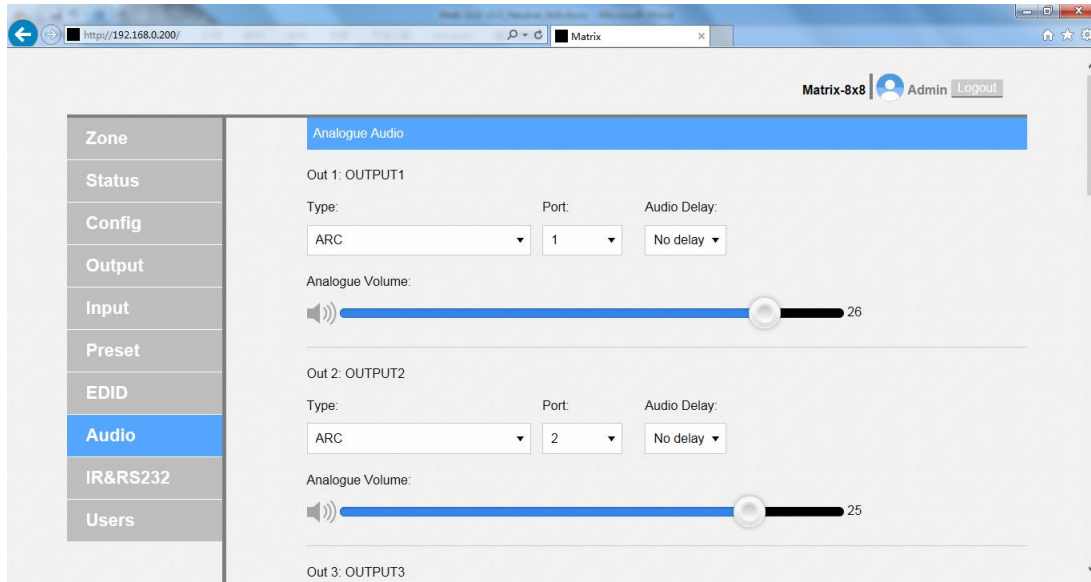 http://192.168.0.200/
Matrix
Matrix-8x8
Admin
Logout
Zone
Status
Config
Output
Input
Preset
EDID
Audio
IR&RS232
Users
Analogue Audio
Out 1: OUTPUT1
Type: Port: Audio Delay:
ARC 1 No delay
Analogue Volume:
26
Out 2: OUTPUT2
Type: Port: Audio Delay:
ARC 2 No delay
Analogue Volume:
25
Out 3: OUTPUT3